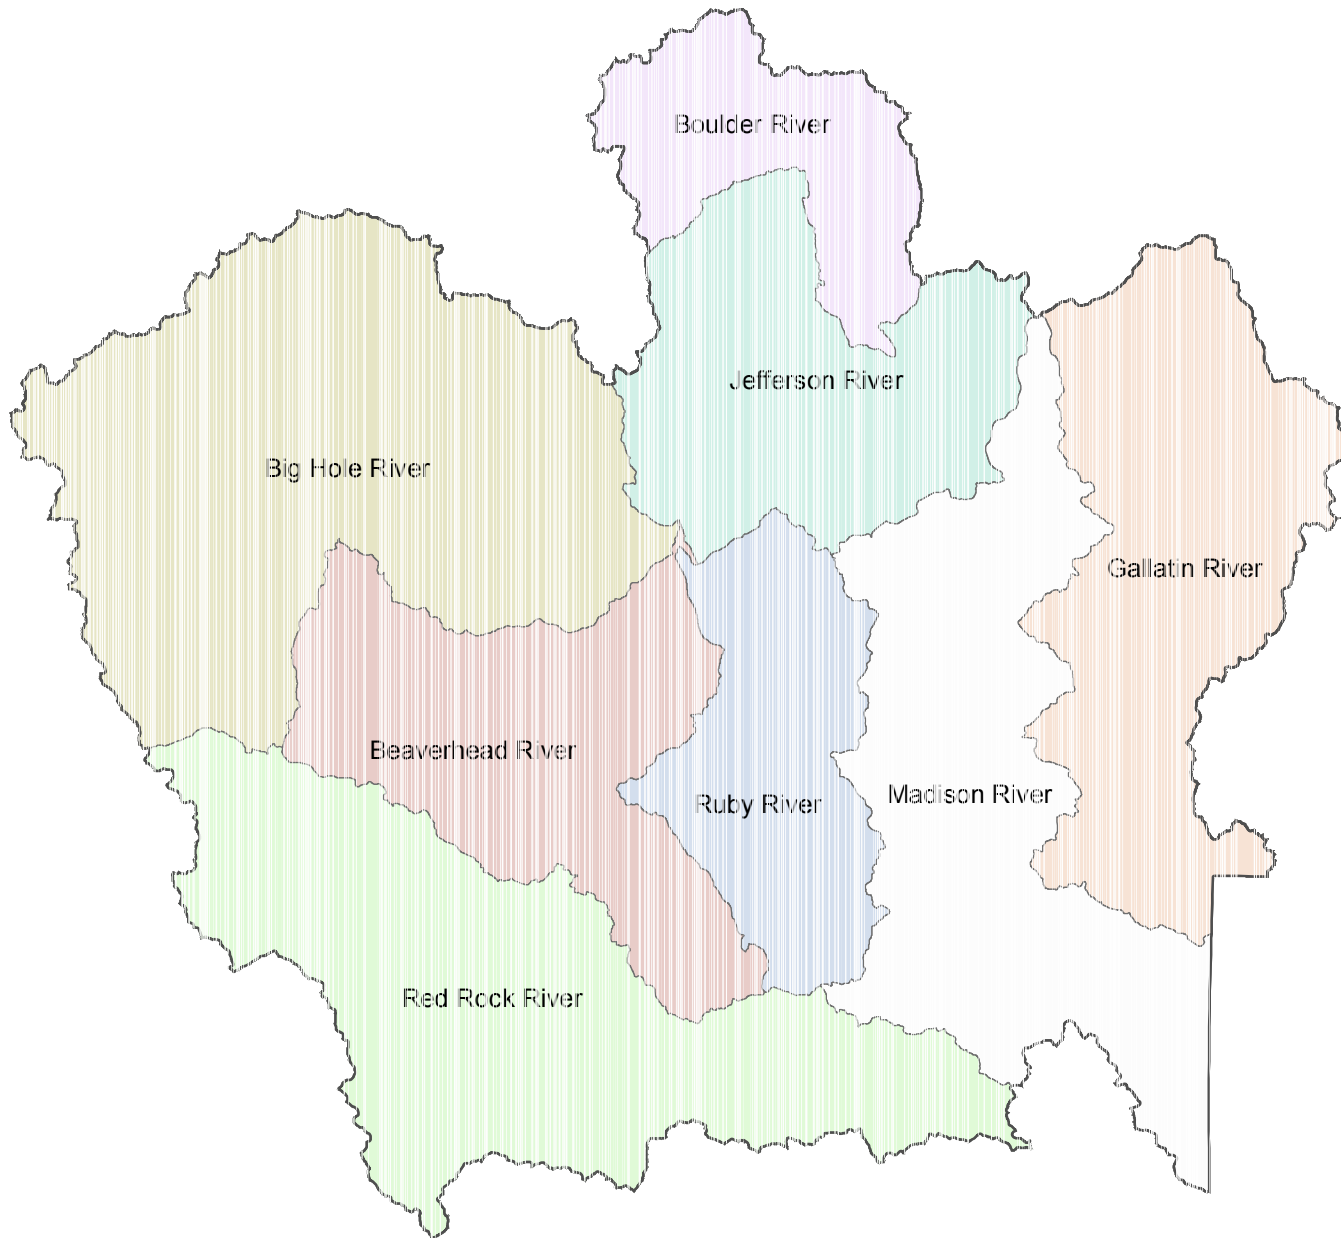 Boulder River
Jefferson River
Big Hole River
Gallatin River
Beaverhead River
Madison River
Ruby River
Red Rock River